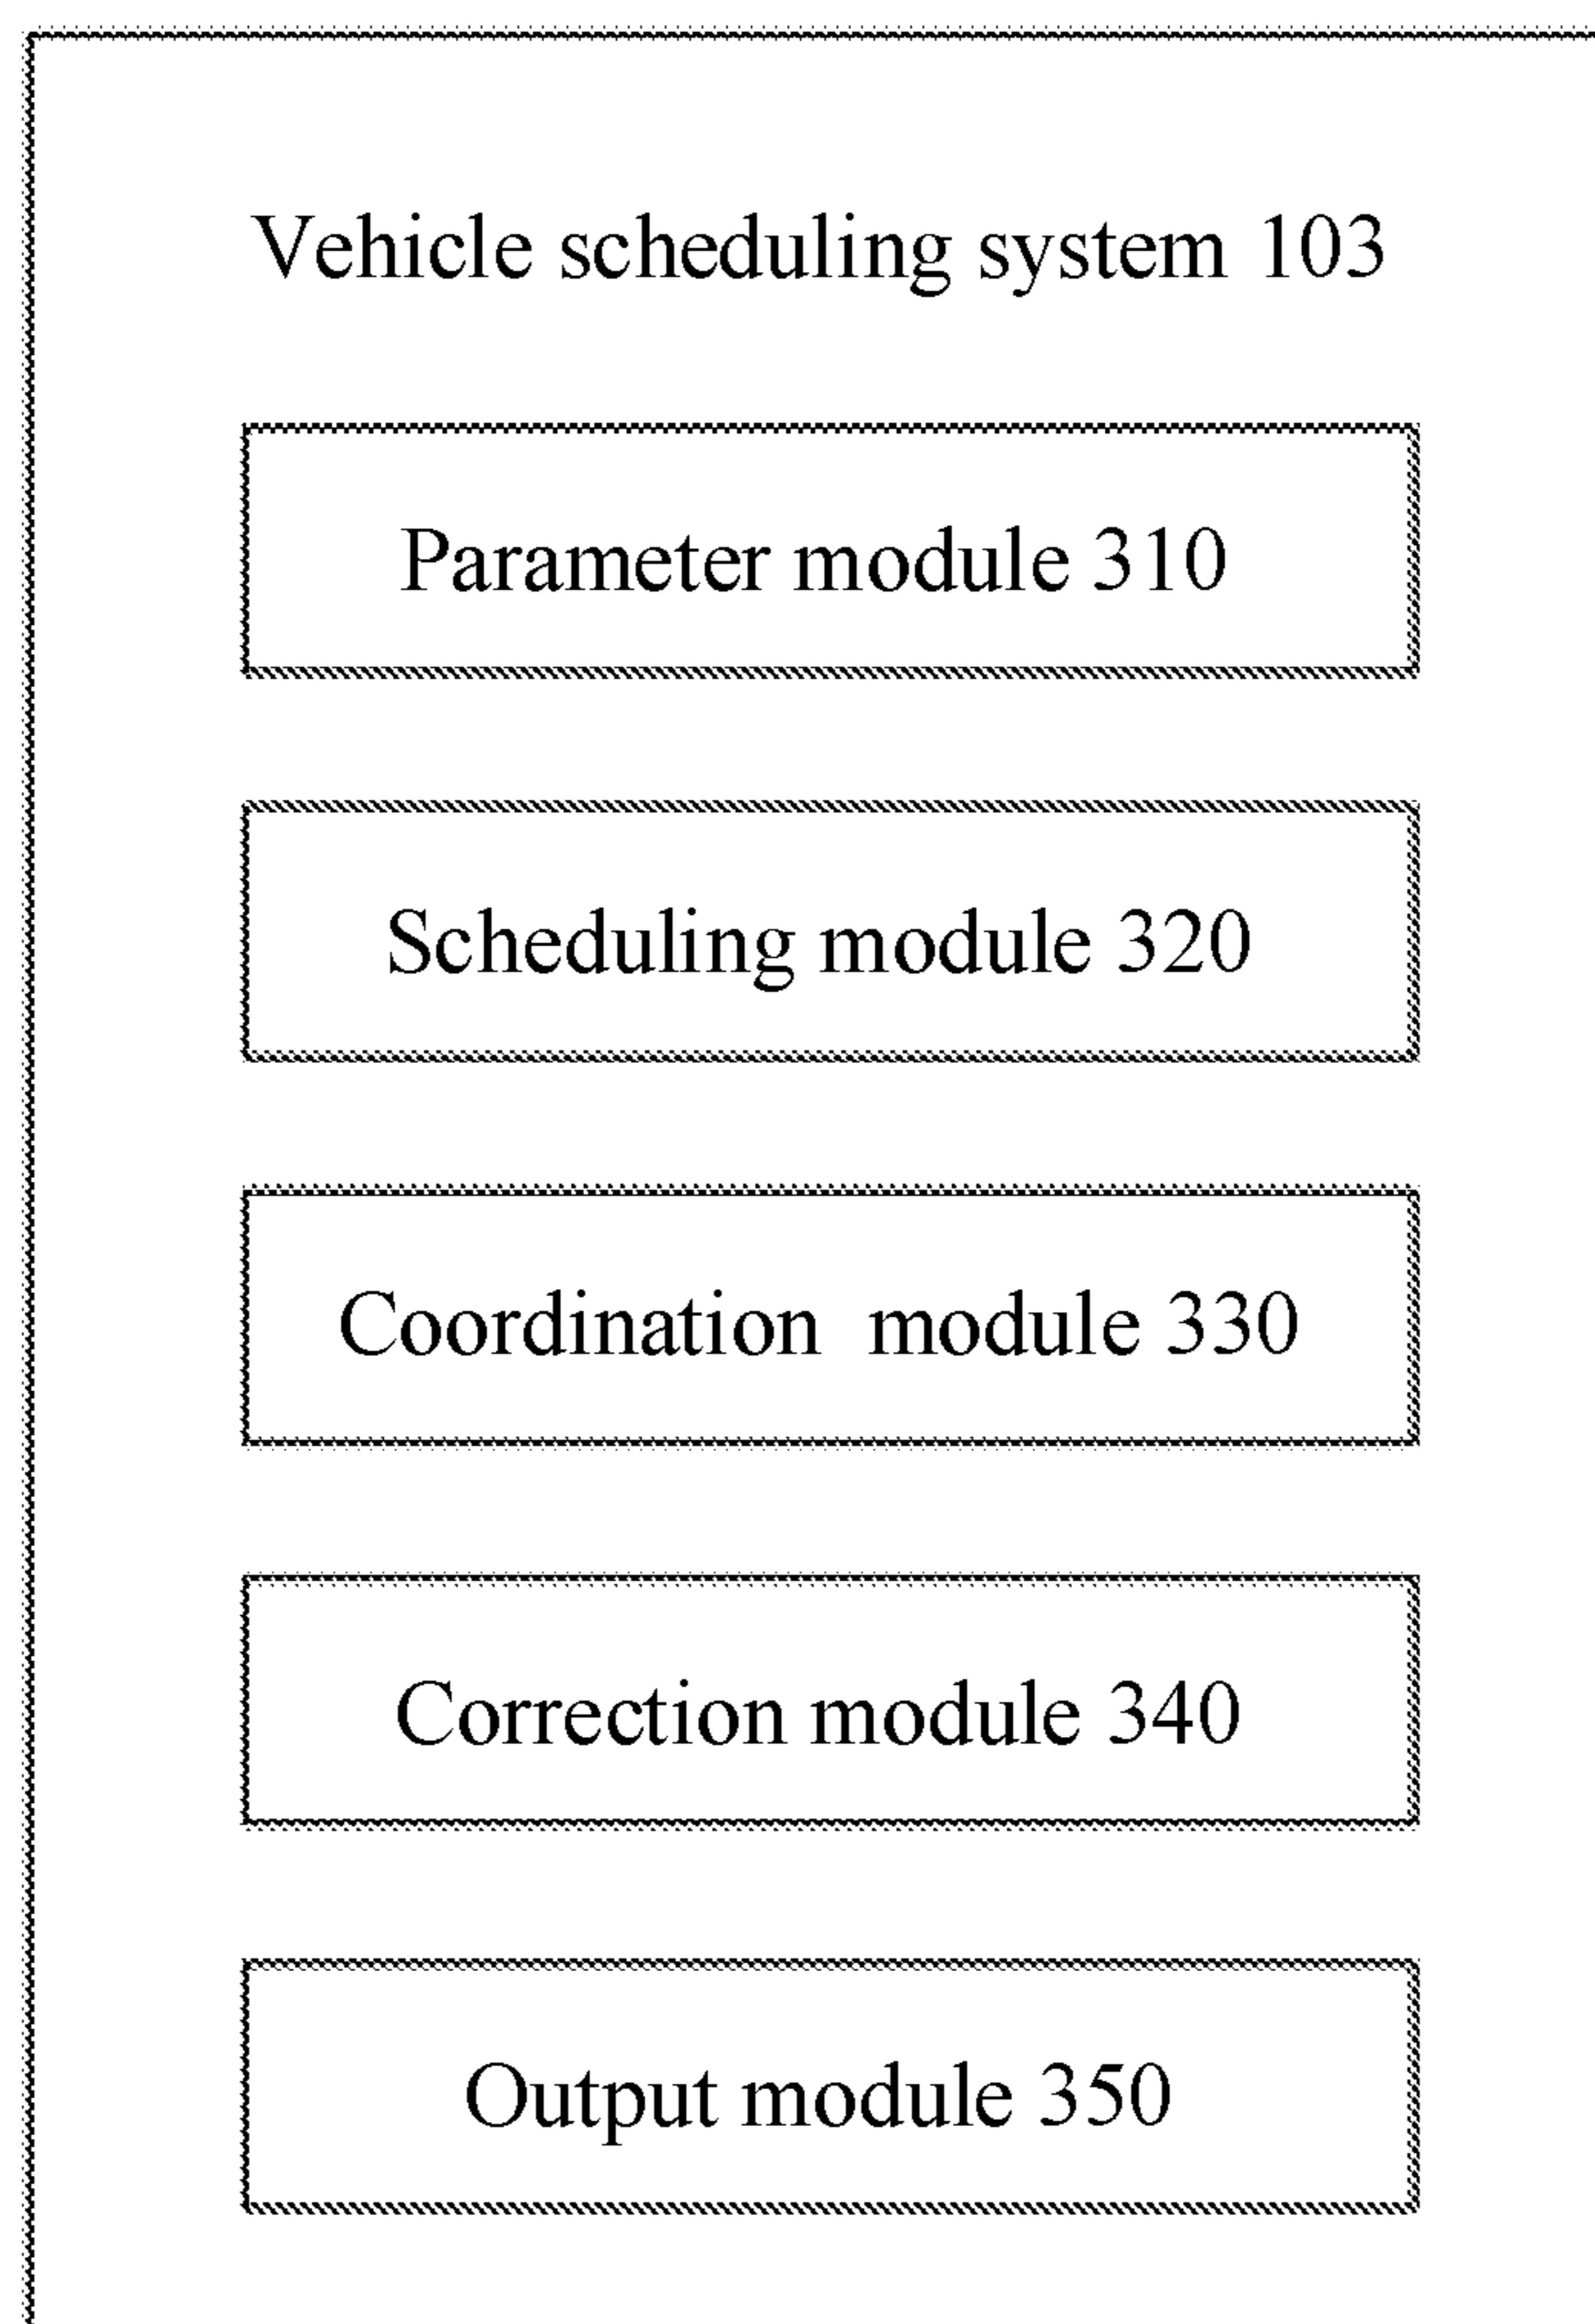 Vehicle scheduling system 103
Parameter module 310
Scheduling module 320
Coordination  module 330
Correction module 340
Output module 350